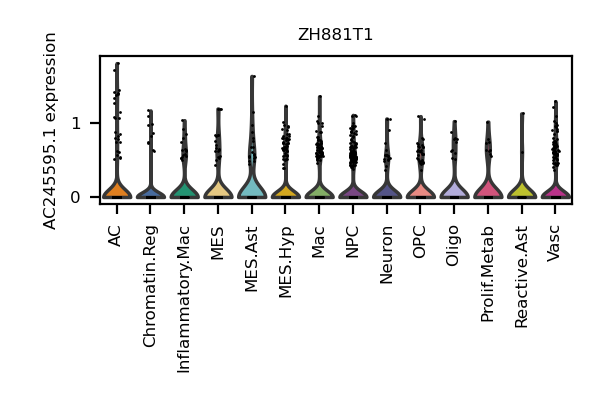 ZH881T1
AC245595.1 expression
1
0
AC
Chromatin.Reg
Inflammatory.Mac
MES
MES.Ast
MES.Hyp
Mac
NPC
Neuron
OPC
Oligo
Prolif.Metab
Reactive.Ast
Vasc